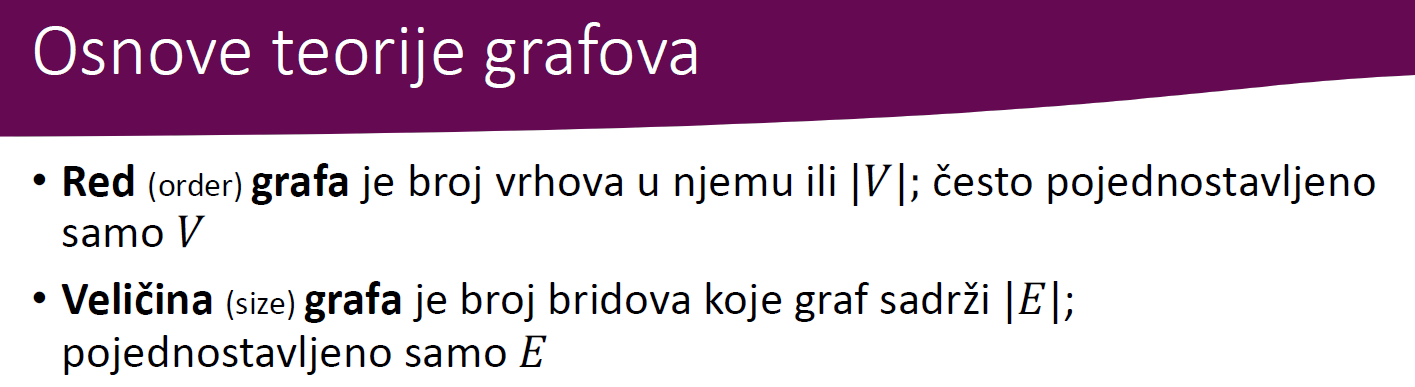 Osnove teorije grafova
• Red (order) grafa je broj vrhova u njemu ili |V|; često pojednostavljeno
samo V
• Veličina (size) grafa je broj bridova koje graf sadrži |E|;
pojednostavljeno samo E